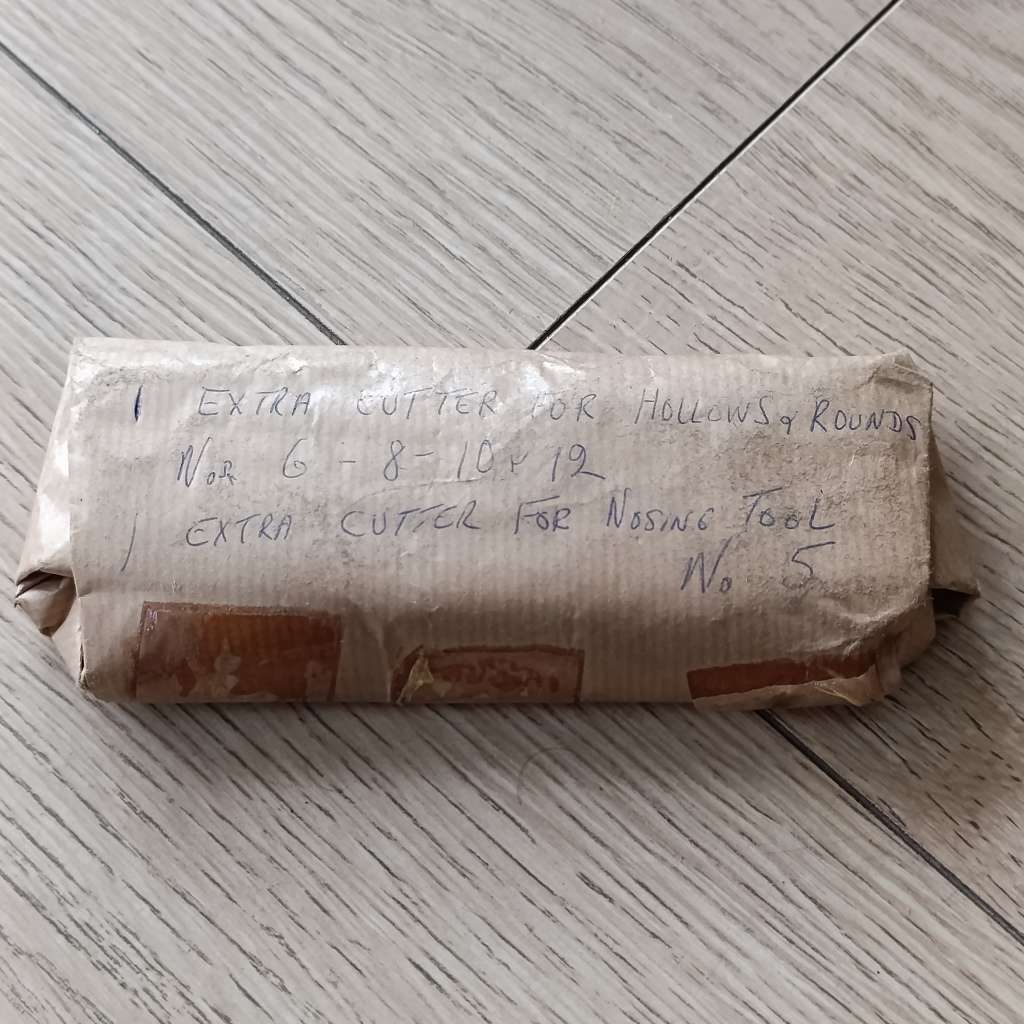 1 EXTRA CUTTER FOR HOLLOWS & ROUNDS
Nos 6 - 8 - 10 & 12
1 EXTRA CUTTER FOR NOSING TOOL
No 5